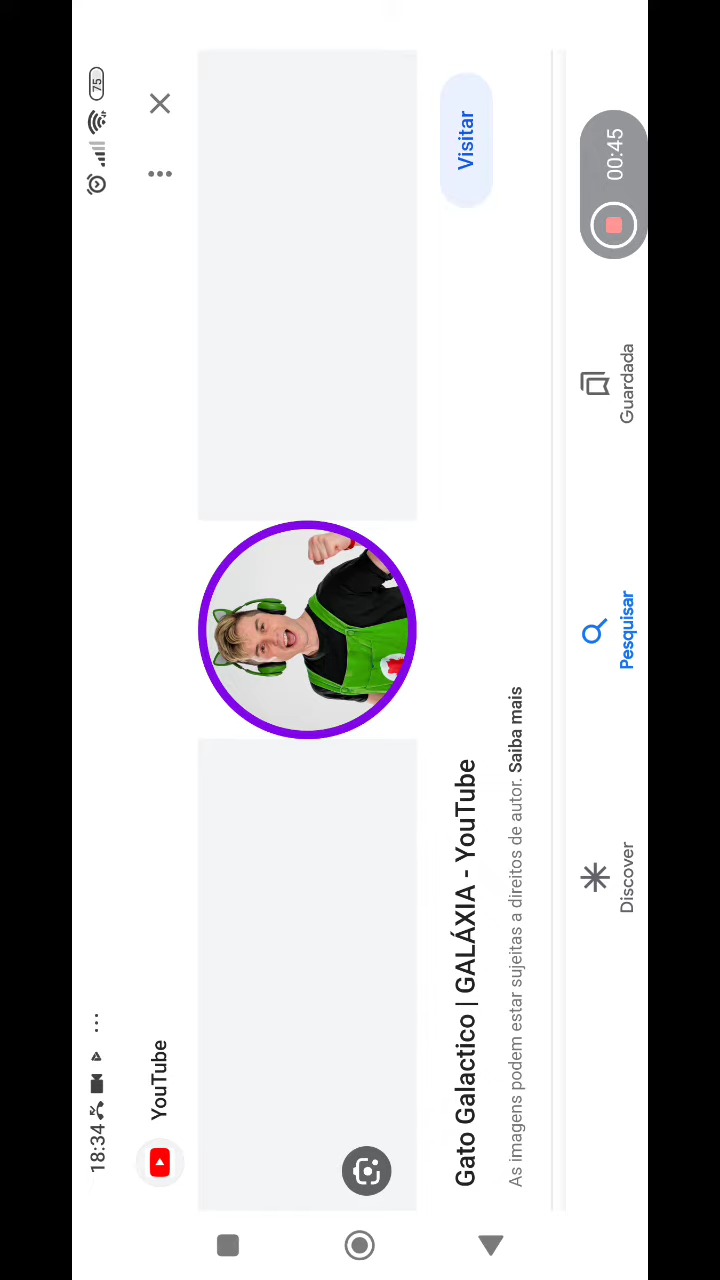 18:34
75
YouTube
Visitar
Gato Galactico | GALÁXIA - YouTube
As imagens podem estar sujeitas a direitos de autor. Saiba mais
Discover
Pesquisar
Guardada
00:45